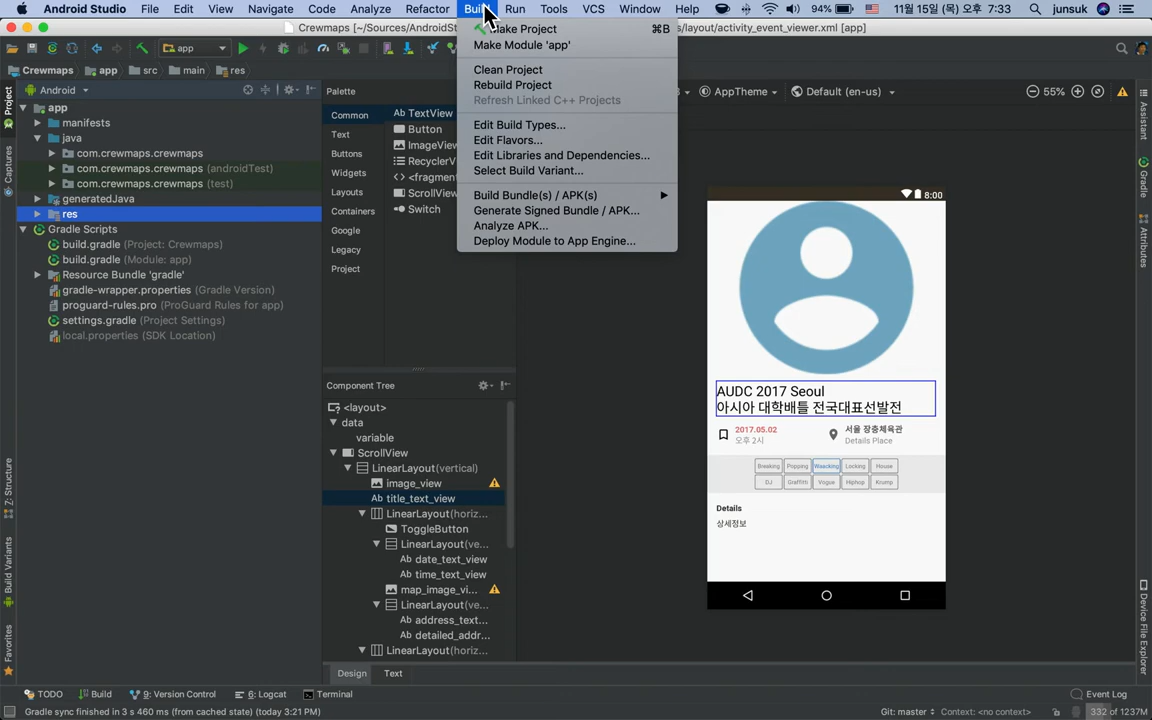 Android Studio File Edit View Navigate Code Analyze Refactor Build Run Tools VCS Window Help 94% 11월 15일 목 오후 7:33 junsuk
Crewmaps [~/Sources/AndroidSt /layout/activity_event_viewer.xml [app]
app
Crewmaps app src main res
Make Project ⌘B
Make Module 'app'
Clean Project
Rebuild Project
Refresh Linked C++ Projects
Edit Build Types...
Edit Flavors...
Edit Libraries and Dependencies...
Select Build Variant...
Build Bundle(s) / APK(s)
Generate Signed Bundle / APK...
Analyze APK...
Deploy Module to App Engine...
Project
Captures
Z: Structure
Build Variants
Favorites
Android
app
manifests
java
com.crewmaps.crewmaps
com.crewmaps.crewmaps (androidTest)
com.crewmaps.crewmaps (test)
generatedJava
res
Gradle Scripts
build.gradle (Project: Crewmaps)
build.gradle (Module: app)
Resource Bundle 'gradle'
gradle-wrapper.properties (Gradle Version)
proguard-rules.pro (ProGuard Rules for app)
settings.gradle (Project Settings)
local.properties (SDK Location)
Palette
Common
Text
Buttons
Widgets
Layouts
Containers
Google
Legacy
Project
Ab TextView
Button
ImageView
RecyclerV
<fragment
ScrollView
Switch
Component Tree
<layout>
data
variable
ScrollView
LinearLayout(vertical)
image_view
Ab title_text_view
LinearLayout(horiz...
ToggleButton
LinearLayout(ve...
Ab date_text_view
Ab time_text_view
map_image_vi...
LinearLayout(ve...
Ab address_text...
Ab detailed_addr...
LinearLayout(horiz...
Design Text
AppTheme Default (en-us) 55%
8:00
AUDC 2017 Seoul
아시아 대학배틀 전국대표선발전
2017.05.02
오후 2시
서울 장충체육관
Details Place
Breaking Popping Waacking Locking House
DJ Graffitti Vogue Hiphop Krump
Details
상세정보
Assistant
Gradle
Attributes
Device File Explorer
TODO Build 9: Version Control 6: Logcat Terminal Event Log
Gradle sync finished in 3 s 460 ms (from cached state) (today 3:21 PM) Git: master Context: <no context> 332 of 1237M